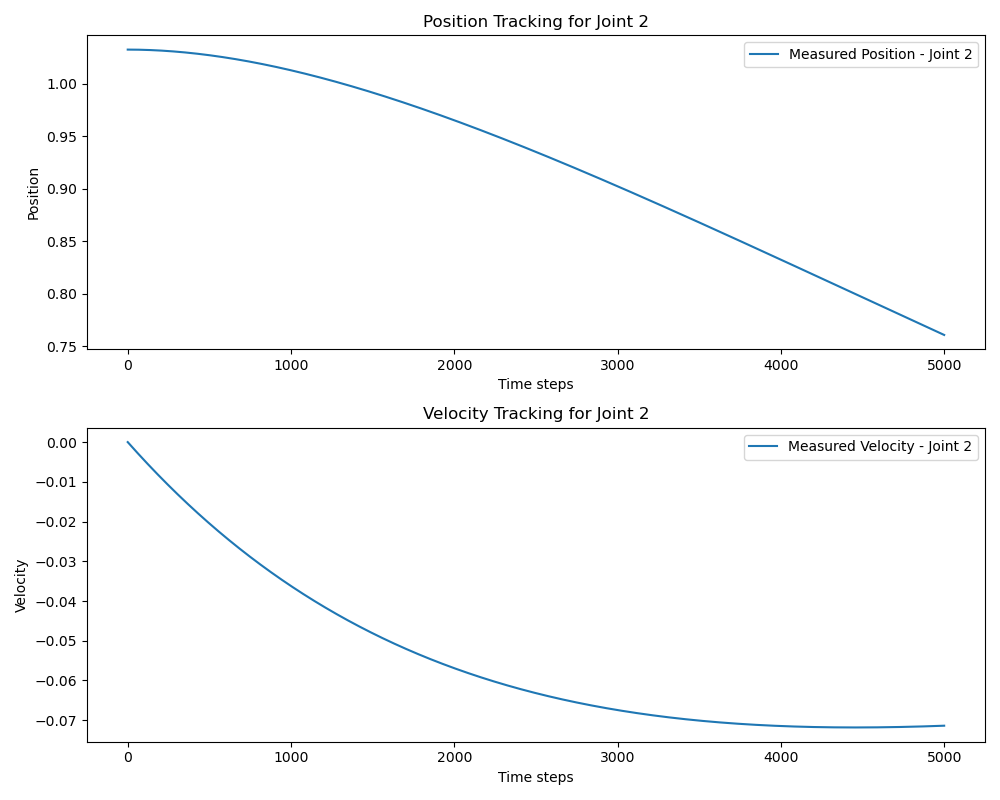 Position Tracking for Joint 2
Measured Position - Joint 2
1.00
0.95
0.90
0.85
0.80
0.75
Position
0 1000 2000 3000 4000 5000
Time steps
Velocity Tracking for Joint 2
Measured Velocity - Joint 2
0.00
−0.01
−0.02
−0.03
−0.04
−0.05
−0.06
−0.07
Velocity
0 1000 2000 3000 4000 5000
Time steps